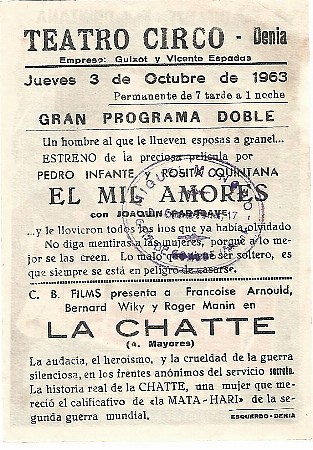 TEATRO CIRCO - Denia
Empresa: Guixot y Vicente Espadas
Jueves 3 de Octubre de 1963
Permanente de 7 tarde a 1 noche
GRAN PROGRAMA DOBLE
Un hombre al que le llueven esposas a granel...
ESTRENO de la preciosa película por
PEDRO INFANTE y ROSITA QUINTANA
EL MIL AMORES
con JOAQUÍN
...y le llovieron todos los hijos que ya había olvidado
No diga mentiras a las mujeres, porque a lo me-
jor se las creen. Lo malo que ser soltero, es
que siempre se está en peligro de casarse.
C. B. FILMS presenta a Francoise Arnould,
Bernard Wiky y Roger Manin en
LA CHATTE
(A. Mayores)
La audacia, el heroismo, y la crueldad de la guerra
silenciosa, en los frentes anónimos del servicio secreto.
La historia real de la CHATTE, una mujer que me-
reció el calificativo de «la MATA-HARI» de la se-
gunda guerra mundial.
ESQUERDO-DENIA